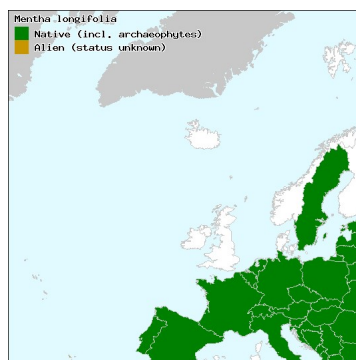 Mentha longifolia
Native (incl. archaeophytes)
Alien (status unknown)